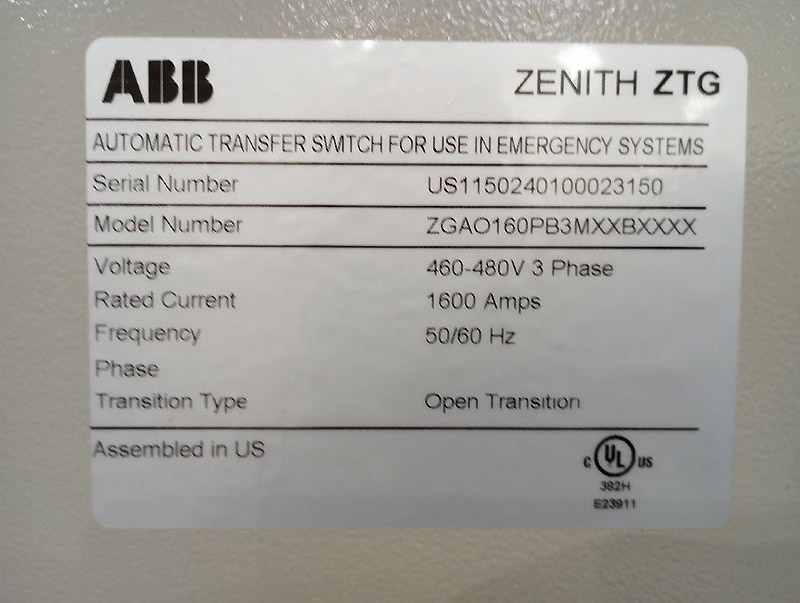 ABB ZENITH ZTG
AUTOMATIC TRANSFER SWITCH FOR USE IN EMERGENCY SYSTEMS
Serial Number US1150240100023150
Model Number ZGAO160PB3MXXBXXXX
Voltage 460-480V 3 Phase
Rated Current 1600 Amps
Frequency 50/60 Hz
Phase
Transition Type Open Transition
Assembled in US
C UL US
382H
E23911